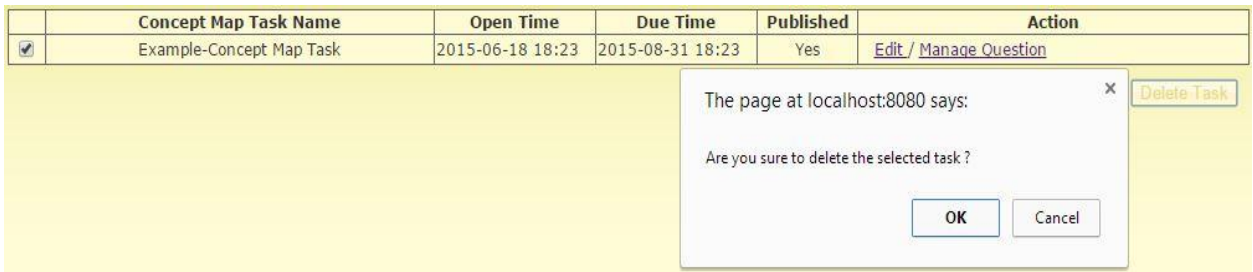 Concept Map Task Name Open Time Due Time Published Action
Example-Concept Map Task 2015-06-18 18:23 2015-08-31 18:23 Yes Edit / Manage Question
The page at localhost:8080 says: x Delete Task
Are you sure to delete the selected task ?
OK Cancel